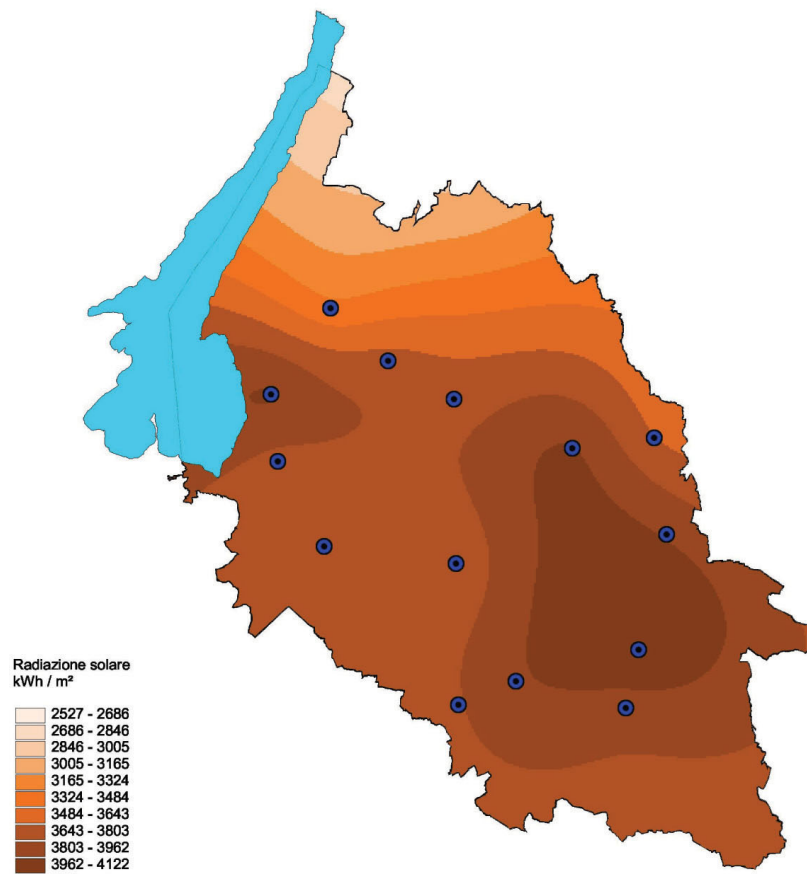 Radiazione solare
kWh / m²
2527 - 2686
2686 - 2846
2846 - 3005
3005 - 3165
3165 - 3324
3324 - 3484
3484 - 3643
3643 - 3803
3803 - 3962
3962 - 4122